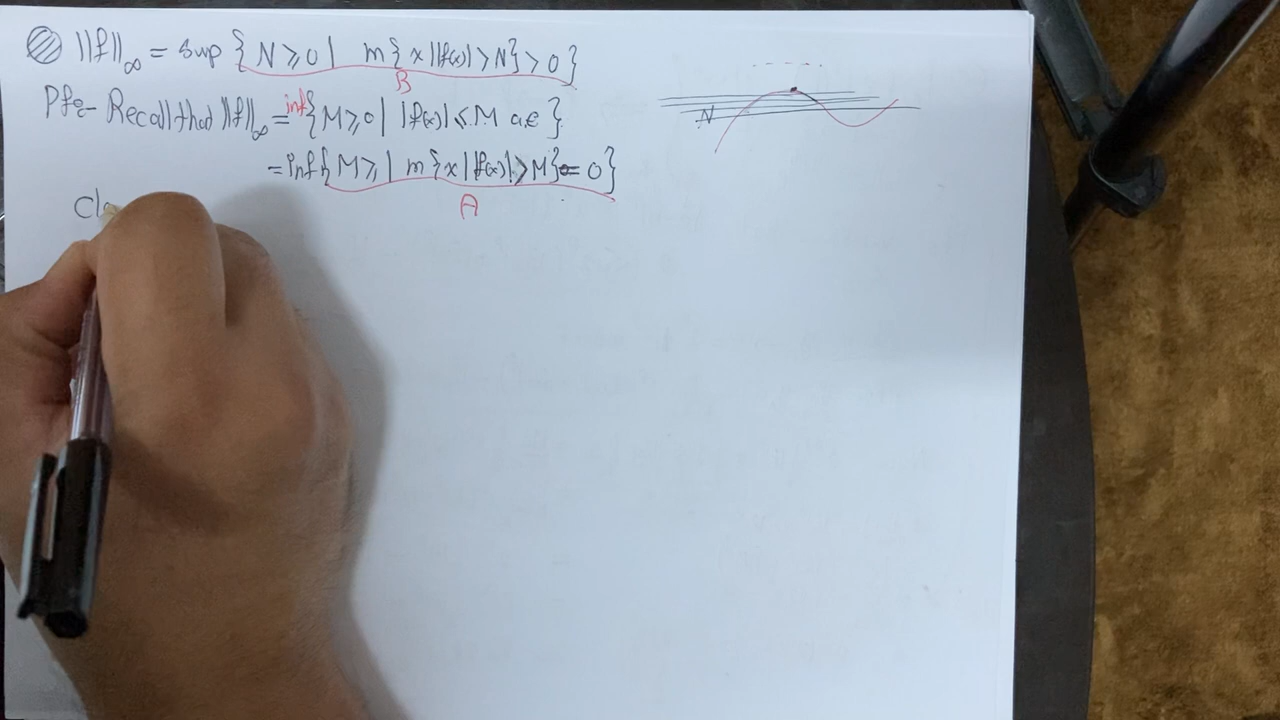 ||f||∞ = sup {N ≥ 0 | m{x | |f(x)| > N} > 0}
B
Pf:- Recall that ||f||∞ = inf {M ≥ 0 | |f(x)| ≤ M a.e }
= inf{ M ≥ | m{x | |f(x)| > M} = 0}
A
N